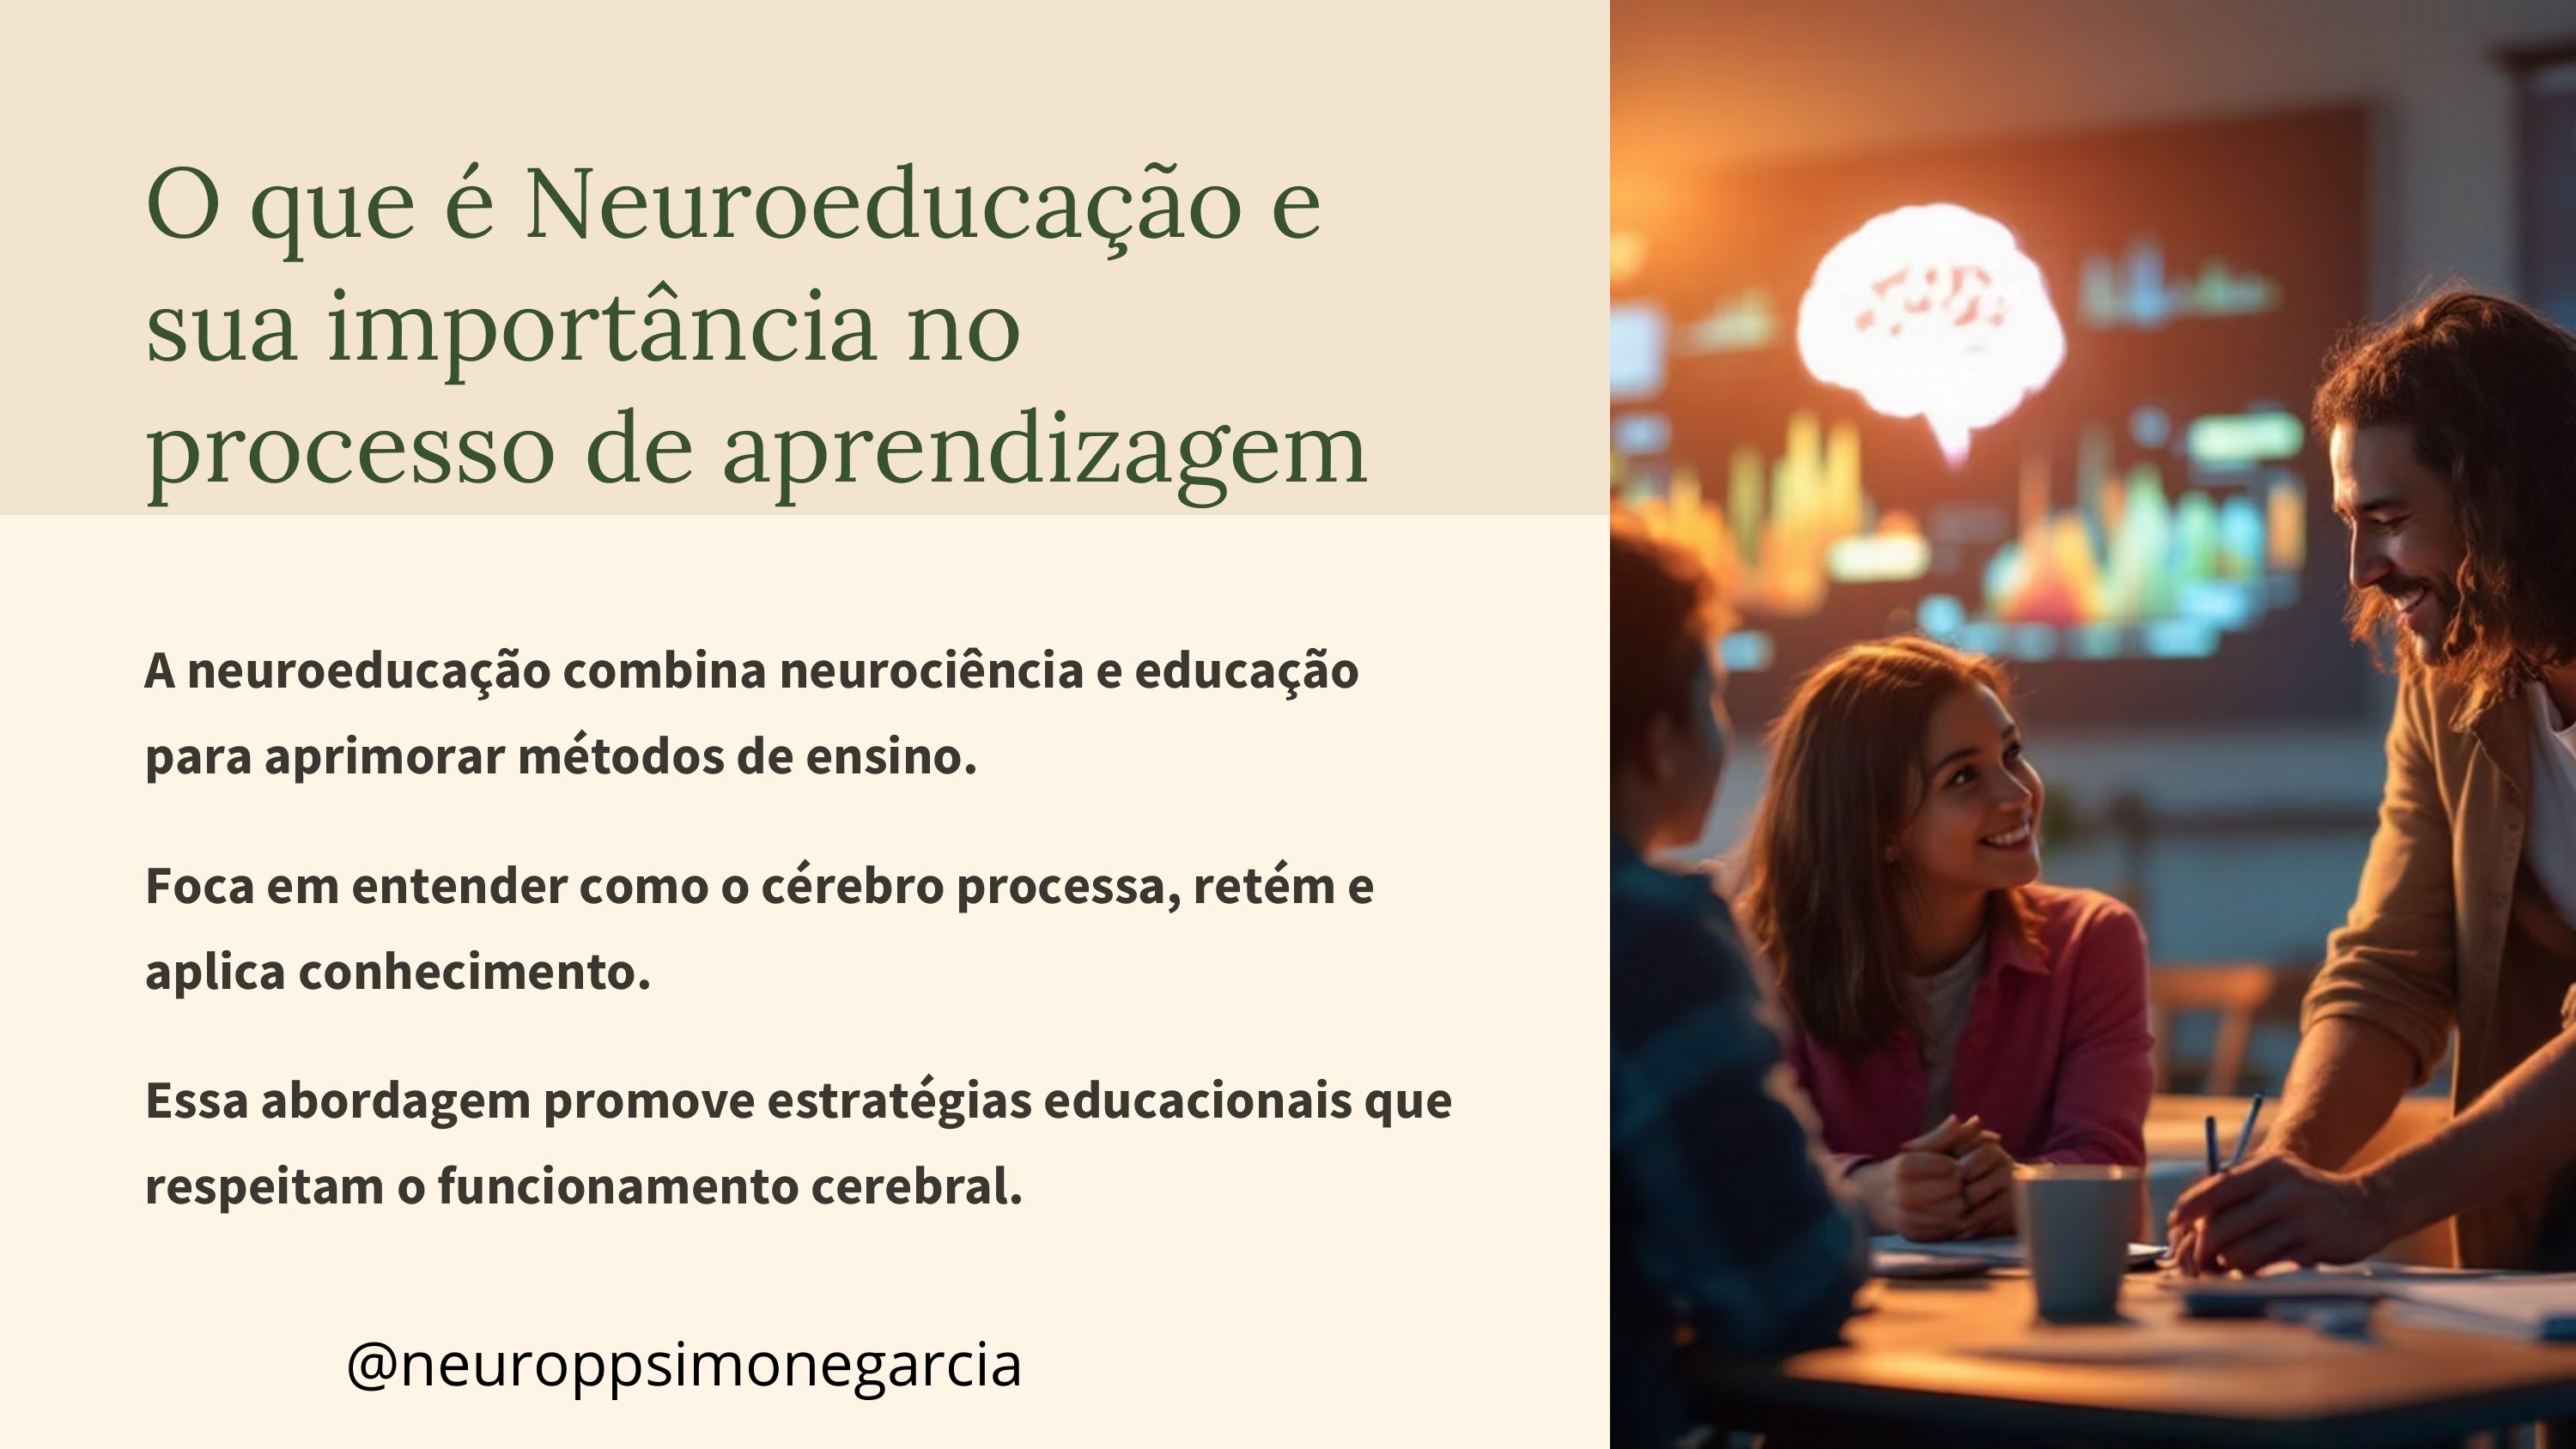 O que é Neuroeducação e
sua importância no
processo de aprendizagem
A neuroeducação combina neurociência e educação
para aprimorar métodos de ensino.
Foca em entender como o cérebro processa, retém e
aplica conhecimento.
Essa abordagem promove estratégias educacionais que
respeitam o funcionamento cerebral.
@neuroppsimonegarcia